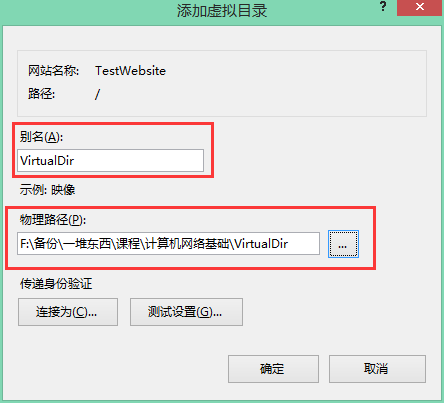 添加虚拟目录
?
网站名称: TestWebsite
路径: /
别名(A):
VirtualDir
示例: 映像
物理路径(P):
F:\备份\一堆东西\课程\计算机网络基础\VirtualDir
...
传递身份验证
连接为(C)... 测试设置(G)...
确定 取消